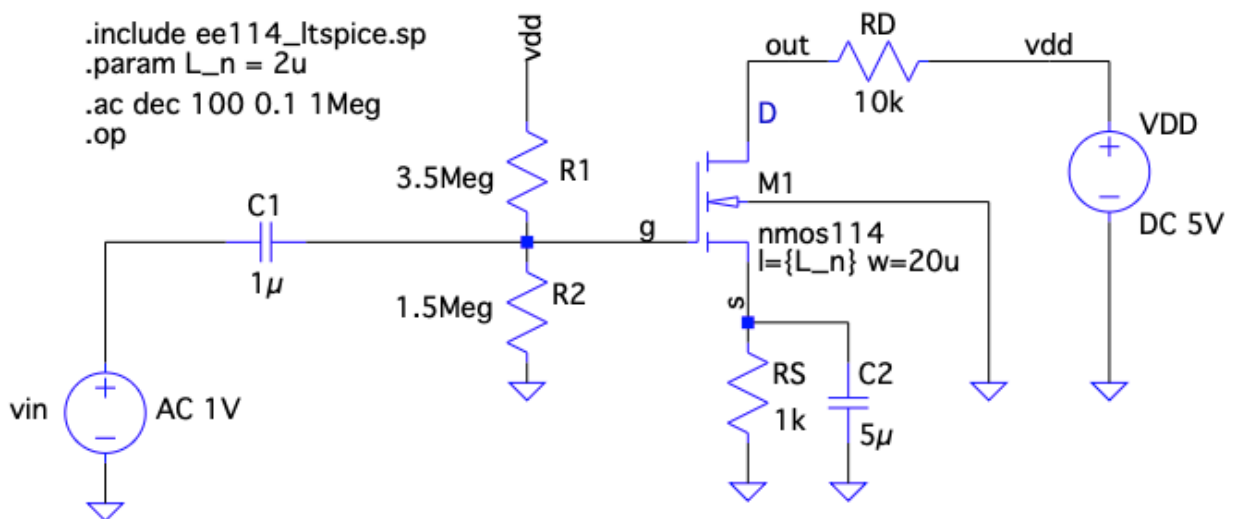 .include ee114_ltspice.sp
.param L_n = 2u
.ac dec 100 0.1 1Meg
.op
vdd
R1
3.5Meg
C1
1µ
g
R2
1.5Meg
vin
AC 1V
out
RD
10k
vdd
D
M1
nmos114
l={L_n} w=20u
s
RS
1k
C2
5µ
VDD
DC 5V